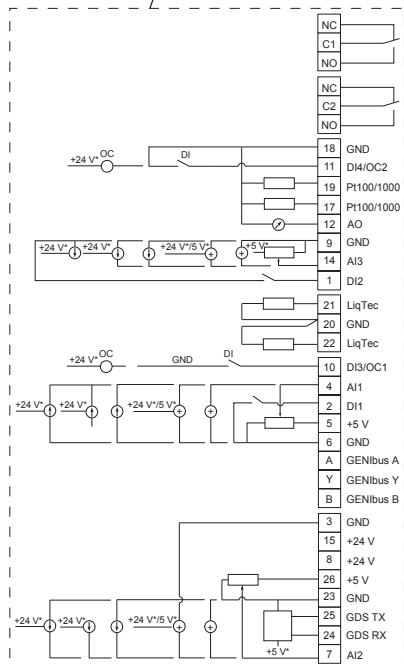 NC
C1
NO
NC
C2
NO
18 GND
+24 V* OC DI 11 DI4/OC2
19 Pt100/1000
17 Pt100/1000
12 AO
9 GND
+24 V* +24 V* +24 V*/5 V* +5 V*
14 AI3
1 DI2
21 LiqTec
20 GND
22 LiqTec
+24 V* OC GND DI 10 DI3/OC1
4 AI1
+24 V* +24 V* +24 V*/5 V* 2 DI1
5 +5 V
6 GND
A GENIbus A
Y GENIbus Y
B GENIbus B
3 GND
15 +24 V
8 +24 V
26 +5 V
23 GND
+24 V* +24 V* +24 V*/5 V* 25 GDS TX
24 GDS RX
+5 V* 7 AI2